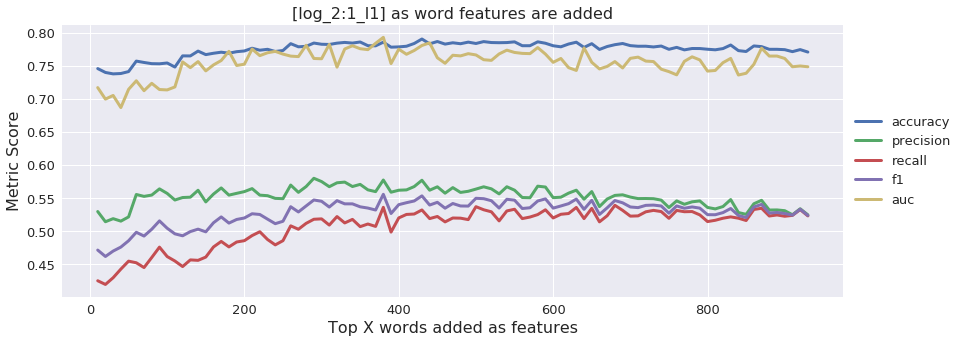 [log_2:1_l1] as word features are added
Metric Score
0.80
0.75
0.70
0.65
0.60
0.55
0.50
0.45
0
200
400
600
800
Top X words added as features
accuracy
precision
recall
f1
auc